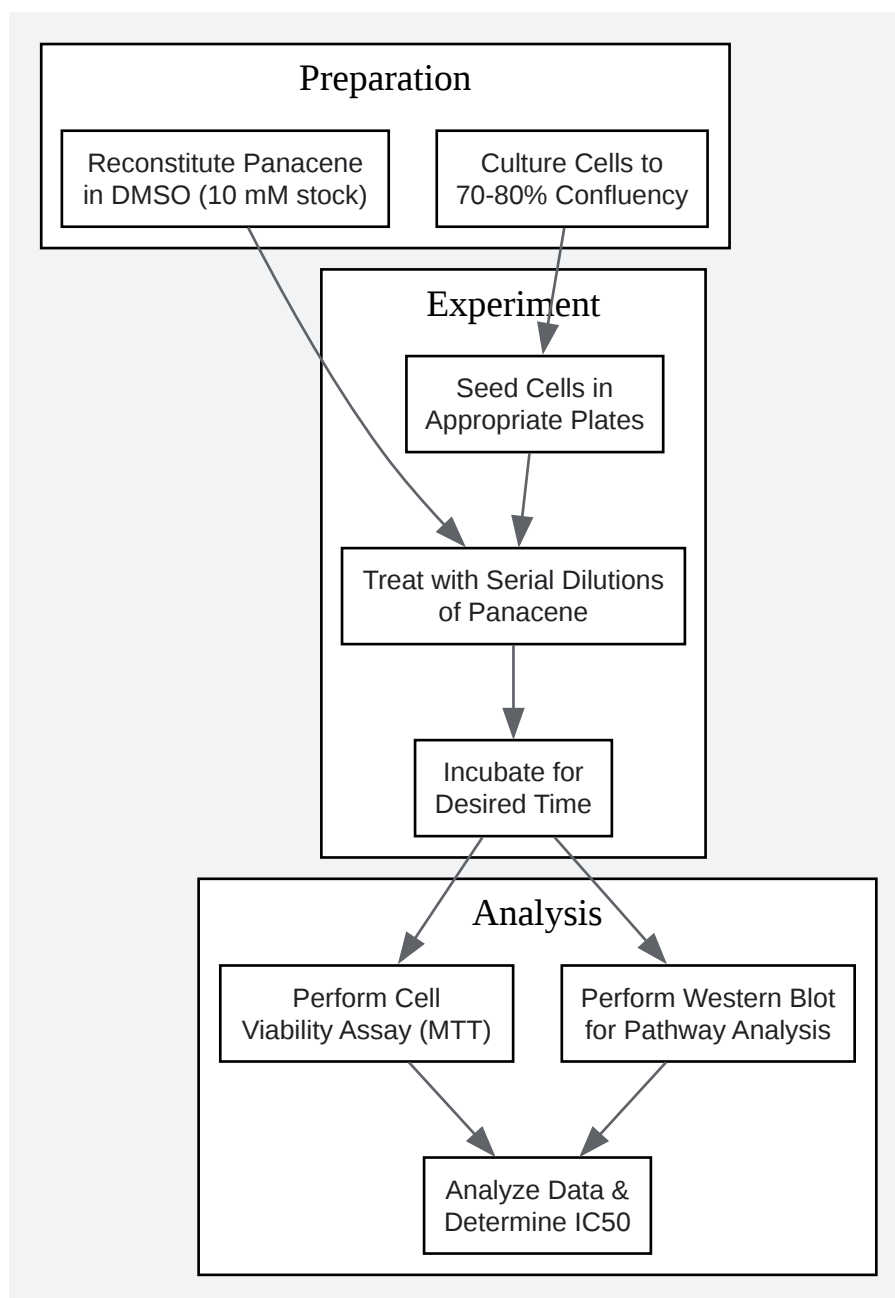 Preparation
Reconstitute Panacene
in DMSO (10 mM stock)
Culture Cells to
70-80% Confluency
Experiment
Seed Cells in
Appropriate Plates
Treat with Serial Dilutions
of Panacene
Incubate for
Desired Time
Analysis
Perform Cell
Viability Assay (MTT)
Perform Western Blot
for Pathway Analysis
Analyze Data &
Determine IC50